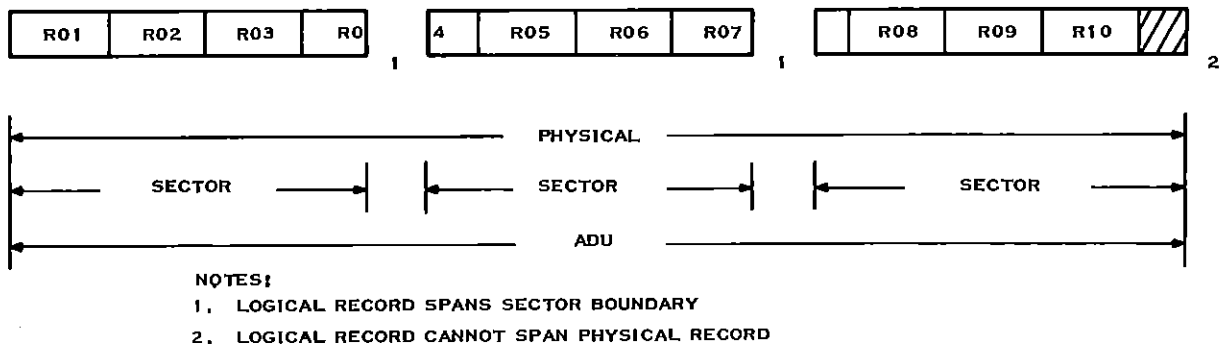 R01 R02 R03 R0 4 R05 R06 R07 R08 R09 R10
1 1 2
PHYSICAL
SECTOR SECTOR SECTOR
ADU
NOTES:
1. LOGICAL RECORD SPANS SECTOR BOUNDARY
2. LOGICAL RECORD CANNOT SPAN PHYSICAL RECORD